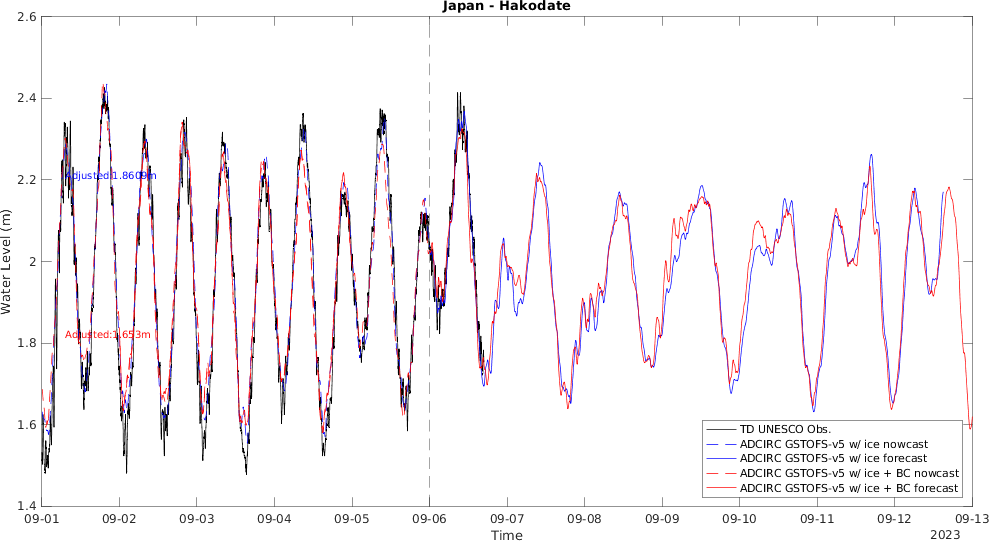 Japan - Hakodate
2.6
2.4
2.2
2
1.8
1.6
1.4
Water Level (m)
Adjusted:1.8609m
Adjusted:1.653m
TD UNESCO Obs.
ADCIRC GSTOFS-v5 w/ ice nowcast
ADCIRC GSTOFS-v5 w/ ice forecast
ADCIRC GSTOFS-v5 w/ ice + BC nowcast
ADCIRC GSTOFS-v5 w/ ice + BC forecast
09-01 09-02 09-03 09-04 09-05 09-06 09-07 09-08 09-09 09-10 09-11 09-12 09-13
Time
2023